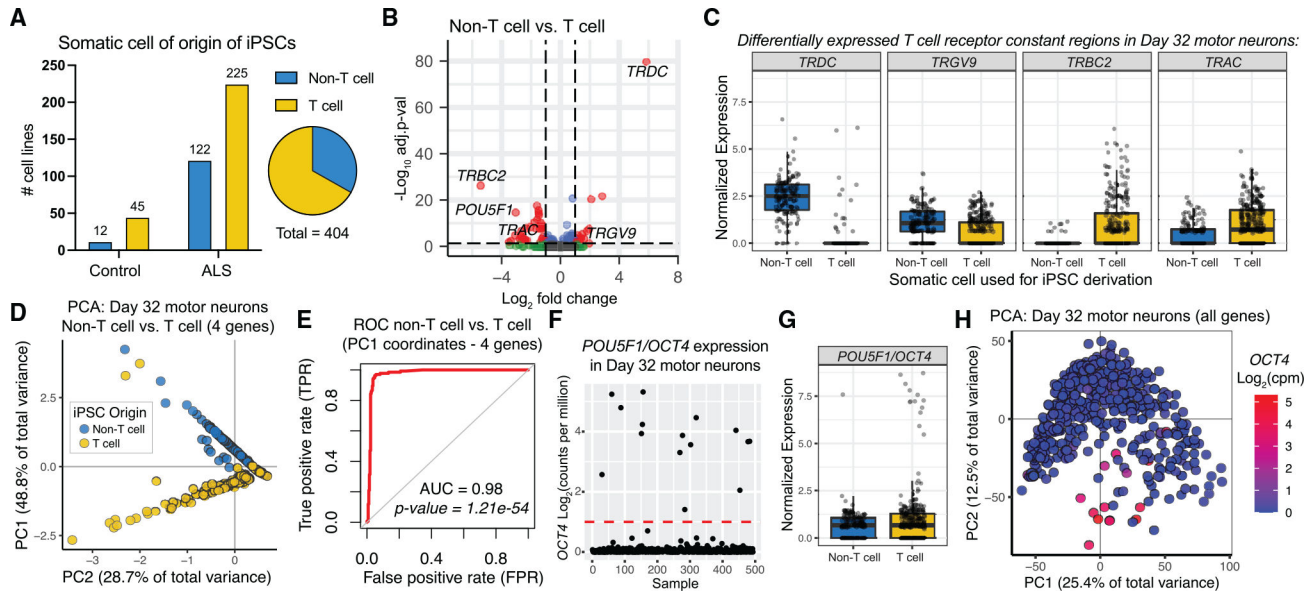 A
Somatic cell of origin of iPSCs
# cell lines
250
200
150
100
50
0
12
45
122
225
Control
ALS
Non-T cell
T cell
Total = 404
B
Non-T cell vs. T cell
-Log10 adj.p-val
80
60
40
20
0
TRDC
TRBC2
POU5F1
TRAC
TRGV9
−4
0
4
8
Log2 fold change
C
Differentially expressed T cell receptor constant regions in Day 32 motor neurons:
TRDC
TRGV9
TRBC2
TRAC
Normalized Expression
7.5
5.0
2.5
0.0
Non-T cell
T cell
Non-T cell
T cell
Non-T cell
T cell
Non-T cell
T cell
Somatic cell used for iPSC derivation
D
PCA: Day 32 motor neurons
Non-T cell vs. T cell (4 genes)
PC1 (48.8% of total variance)
2.5
0.0
−2.5
iPSC Origin
Non-T cell
T cell
−3
−2
−1
0
PC2 (28.7% of total variance)
E
ROC non-T cell vs. T cell
(PC1 coordinates - 4 genes)
True positive rate (TPR)
0.8
0.4
0.0
AUC = 0.98
p-value = 1.21e-54
0.0
0.4
0.8
False positive rate (FPR)
F
POU5F1/OCT4 expression
in Day 32 motor neurons
OCT4 Log2(counts per million)
4
2
0
0
100
200
300
400
500
Sample
G
POU5F1/OCT4
Normalized Expression
7.5
5.0
2.5
0.0
Non-T cell
T cell
H
PCA: Day 32 motor neurons (all genes)
PC2 (12.5% of total variance)
50
0
−50
−50
0
50
100
PC1 (25.4% of total variance)
OCT4
Log2(cpm)
5
4
3
2
1
0